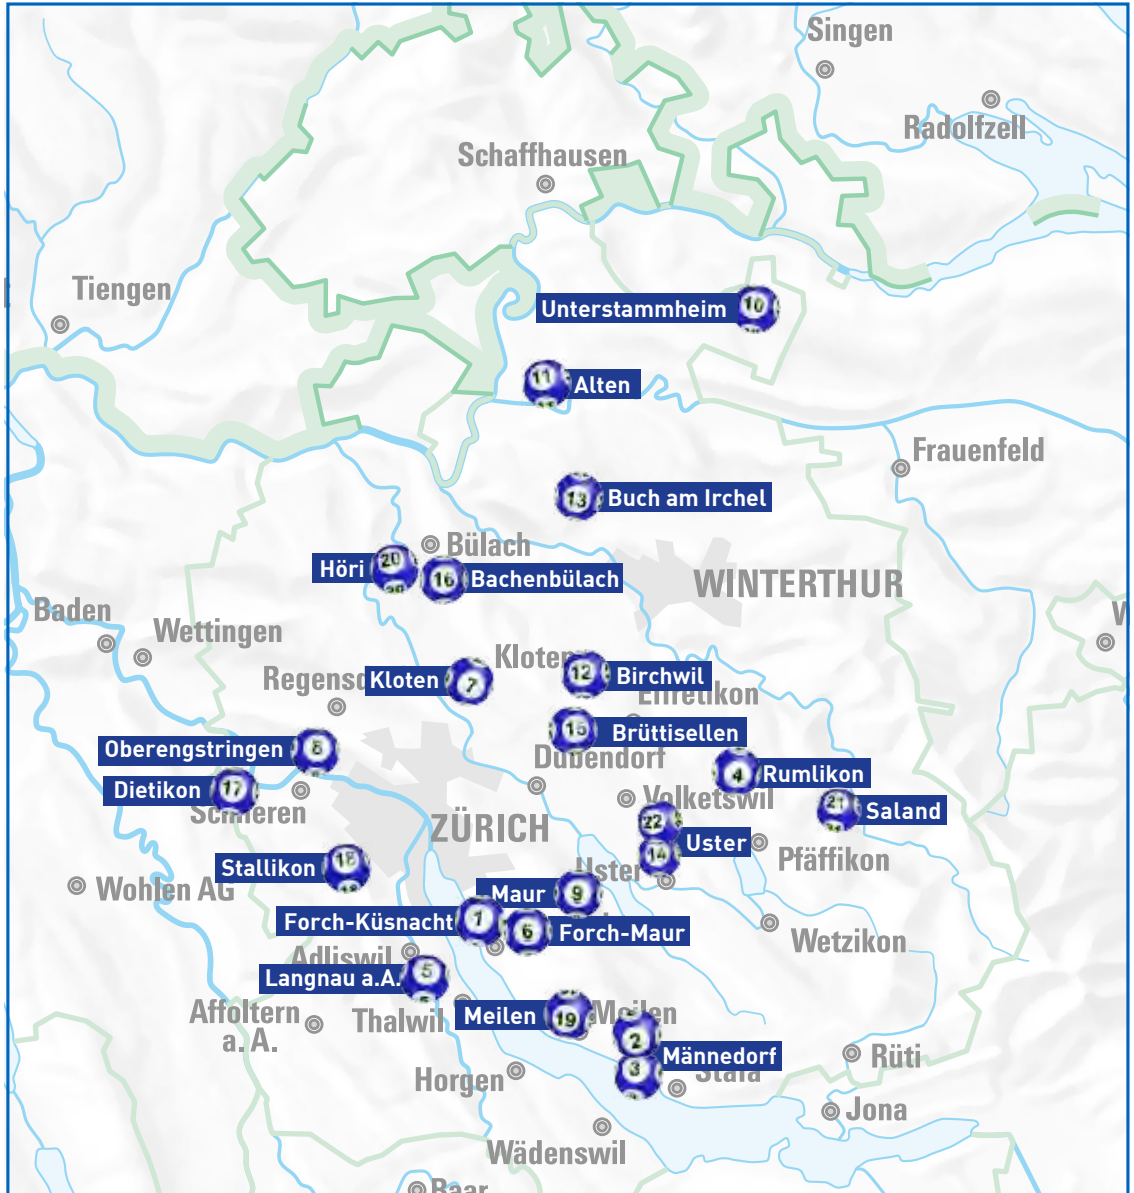 Singen
Radolfzell
Schaffhausen
Tiengen
Unterstammheim
10
11
Alten
Frauenfeld
13
Buch am Irchel
Bülach
Höri
20
20
16
Bachenbülach
WINTERTHUR
Baden
Wettingen
Kloten
Kloten
7
12
Birchwil
Effretikon
Oberengstringen
8
15
Brüttisellen
Dübendorf
4
Rumlikon
Dietikon
17
Schlieren
Volketswil
21
Saland
ZÜRICH
22
Uster
14
Pfäffikon
Stallikon
18
18
Uster
Wohlen AG
Maur
9
Forch-Küsnacht
1
6
Forch-Maur
Wetzikon
Adliswil
Langnau a.A.
5
Affoltern
a. A.
Thalwil
Meilen
19
Meilen
2
Männedorf
3
Stäfa
Rüti
Horgen
Jona
Wädenswil
Baar